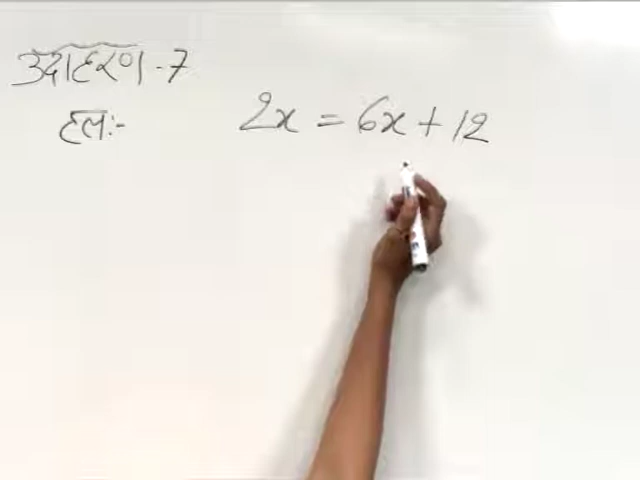 उदाहरण-7
हलः- 2x = 6x + 12